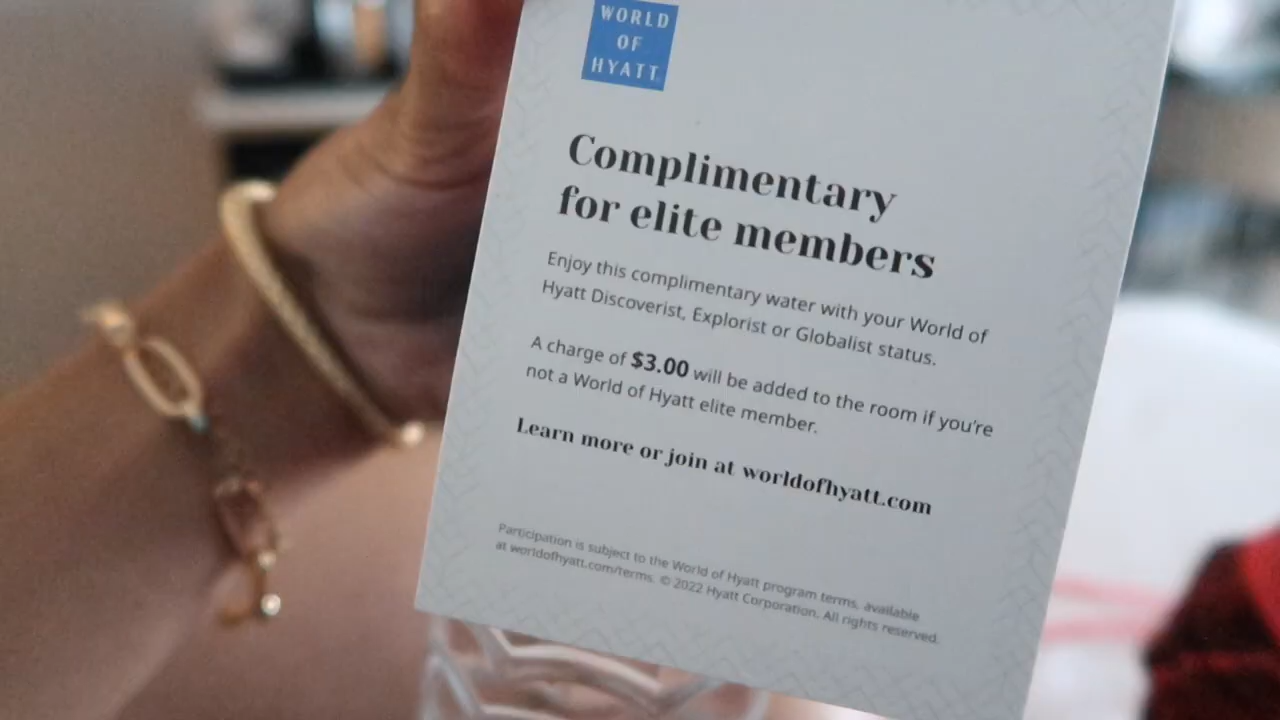 WORLD
OF
HYATT
Complimentary
for elite members
Enjoy this complimentary water with your World of
Hyatt Discoverist, Explorist or Globalist status.
A charge of $3.00 will be added to the room if you're
not a World of Hyatt elite member.
Learn more or join at worldofhyatt.com
Participation is subject to the World of Hyatt program terms, available
at worldofhyatt.com/terms. © 2022 Hyatt Corporation. All rights reserved.